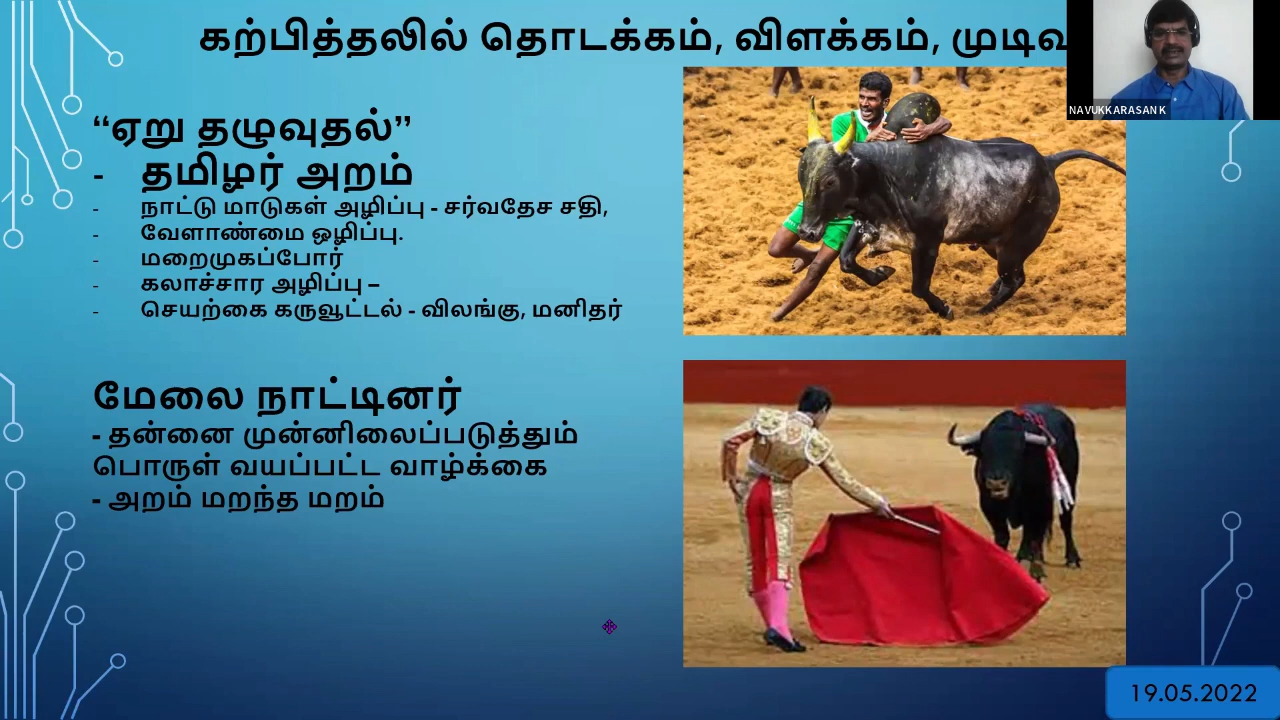 கற்பித்தலில் தொடக்கம், விளக்கம்,
NAVUKKARASAN K
“ஏறு தழுவுதல்”
- தமிழர் அறம்
- நாட்டு மாடுகள் அழிப்பு - சர்வதேச சதி,
- வேளாண்மை ஒழிப்பு.
- மறைமுகப்போர்
- கலாச்சார அழிப்பு –
- செயற்கை கருவூட்டல் - விலங்கு, மனிதர்
மேலை நாட்டினர்
- தன்னை முன்னிலைப்படுத்தும்
பொருள் வயப்பட்ட வாழ்க்கை
- அறம் மறந்த மறம்
19.05.2022